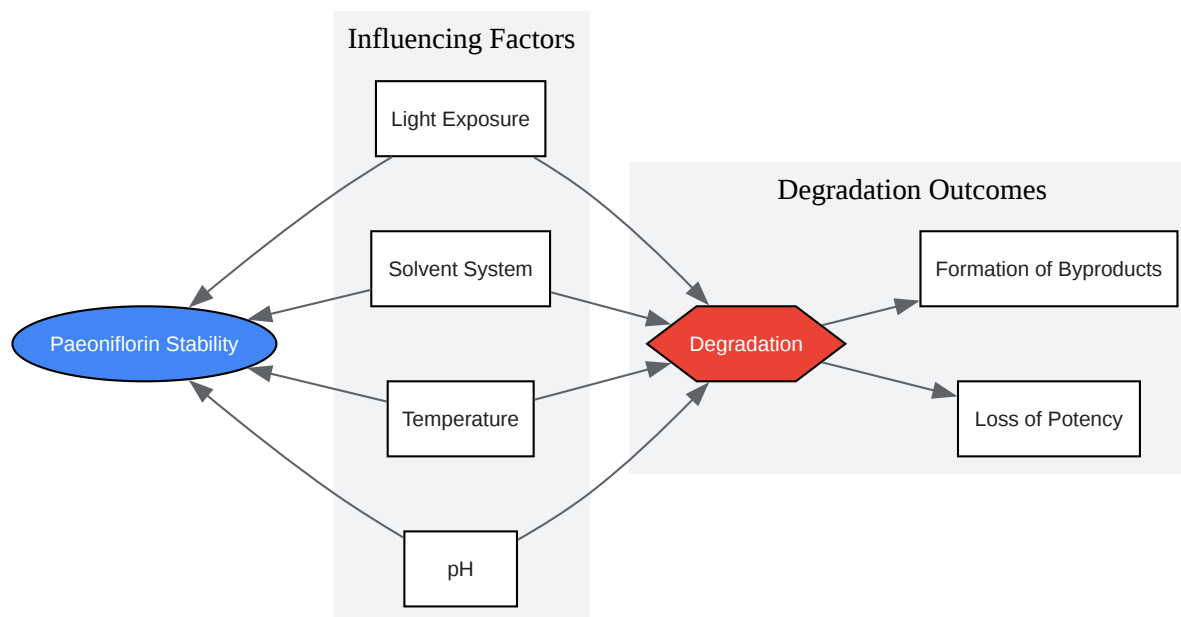 Influencing Factors
Light Exposure
Solvent System
Temperature
pH
Paeoniflorin Stability
Degradation Outcomes
Degradation
Formation of Byproducts
Loss of Potency